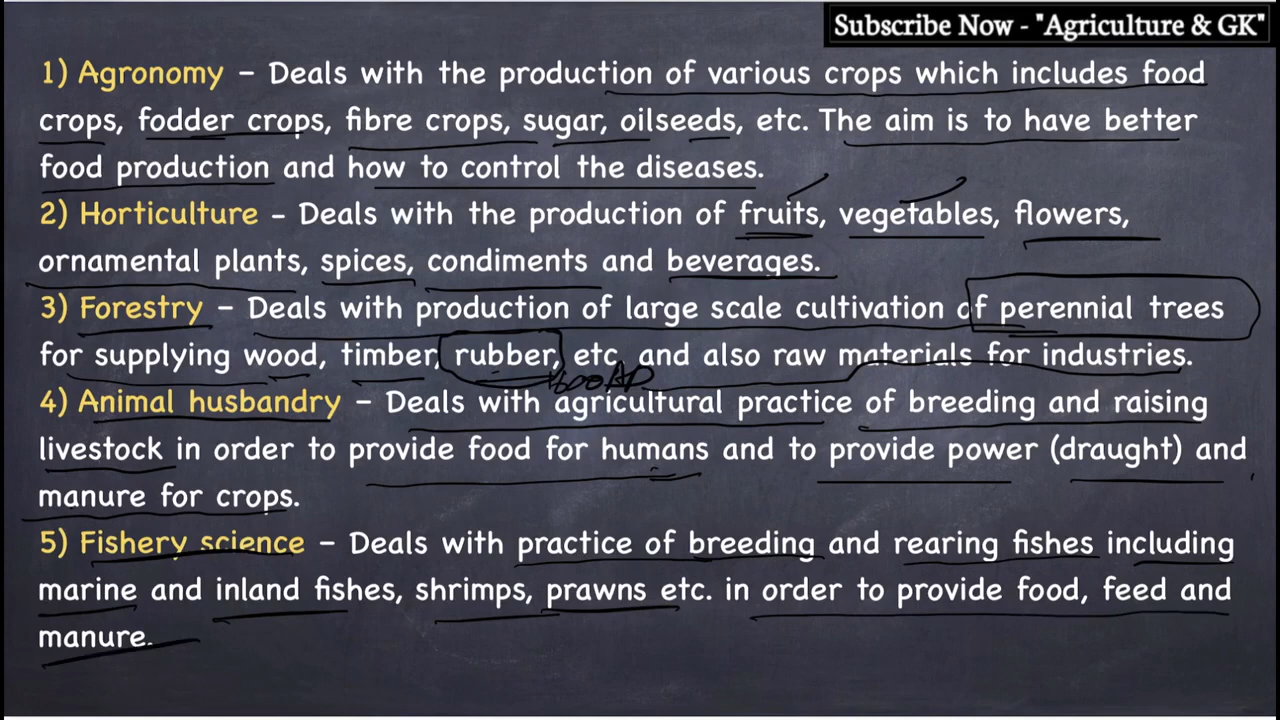 Subscribe Now - "Agriculture & GK"
1) Agronomy – Deals with the production of various crops which includes food
crops, fodder crops, fibre crops, sugar, oilseeds, etc. The aim is to have better
food production and how to control the diseases.
2) Horticulture – Deals with the production of fruits, vegetables, flowers,
ornamental plants, spices, condiments and beverages.
3) Forestry – Deals with production of large scale cultivation of perennial trees
for supplying wood, timber, rubber, etc. and also raw materials for industries.
1600AD
4) Animal husbandry – Deals with agricultural practice of breeding and raising
livestock in order to provide food for humans and to provide power (draught) and
manure for crops.
5) Fishery science – Deals with practice of breeding and rearing fishes including
marine and inland fishes, shrimps, prawns etc. in order to provide food, feed and
manure.